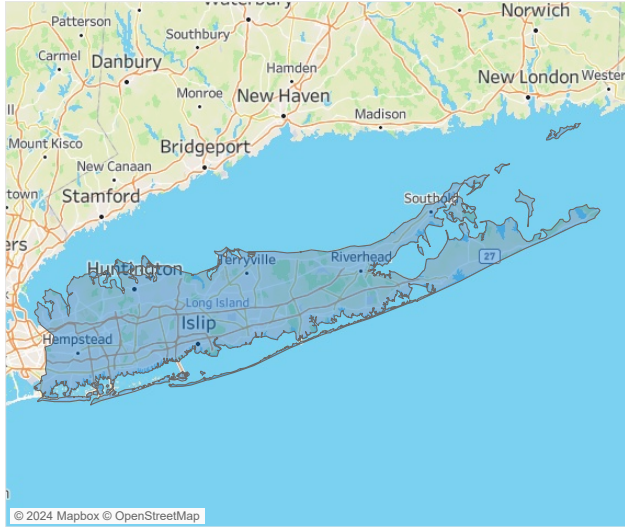 Waterbury
Norwich
Patterson
Southbury
Carmel
Danbury
Hamden
New London
Wester
ll
Monroe
New Haven
Madison
Mount Kisco
Bridgeport
New Canaan
town
Stamford
Southold
ers
Huntington
Terryville
Riverhead
27
Long Island
Islip
Hempstead
© 2024 Mapbox © OpenStreetMap